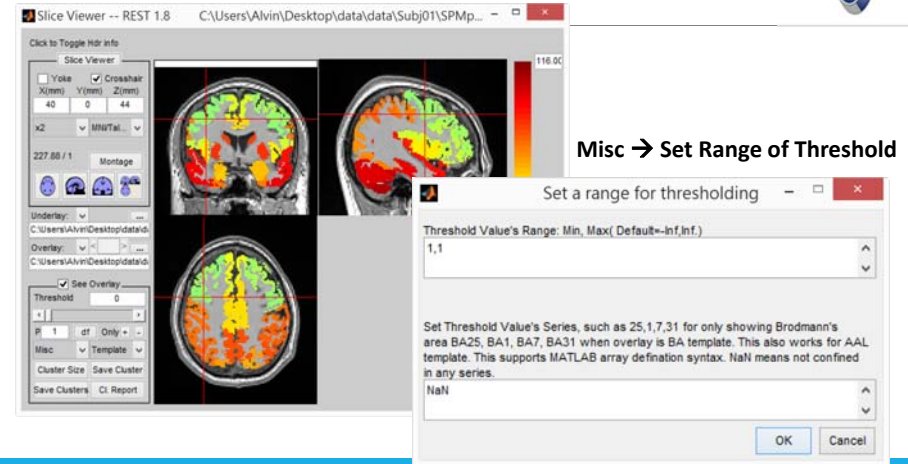 Slice Viewer -- REST 1.8 C:\Users\Alvin\Desktop\data\data\Subj01\SPMp...
Click to Toggle Hdr Info
Slice Viewer
Yoke Crosshair
X(mm) Y(mm) Z(mm)
40 0 44
x2 MNI/Tal...
227.88 / 1 Montage
Underlay: ...
C:\Users\Alvin\Desktop\data\d
Overlay: < > ...
C:\Users\Alvin\Desktop\data\d
See Overlay
Threshold 0
P 1 df Only + -
Misc Template
Cluster Size Save Cluster
Save Clusters Cl. Report
116.00
Misc → Set Range of Threshold
Set a range for thresholding
Threshold Value's Range: Min, Max( Default=-Inf,Inf.)
1,1
Set Threshold Value's Series, such as 25,1,7,31 for only showing Brodmann's
area BA25, BA1, BA7, BA31 when overlay is BA template. This also works for AAL
template. This supports MATLAB array defination syntax. NaN means not confined
in any series.
NaN
OK Cancel